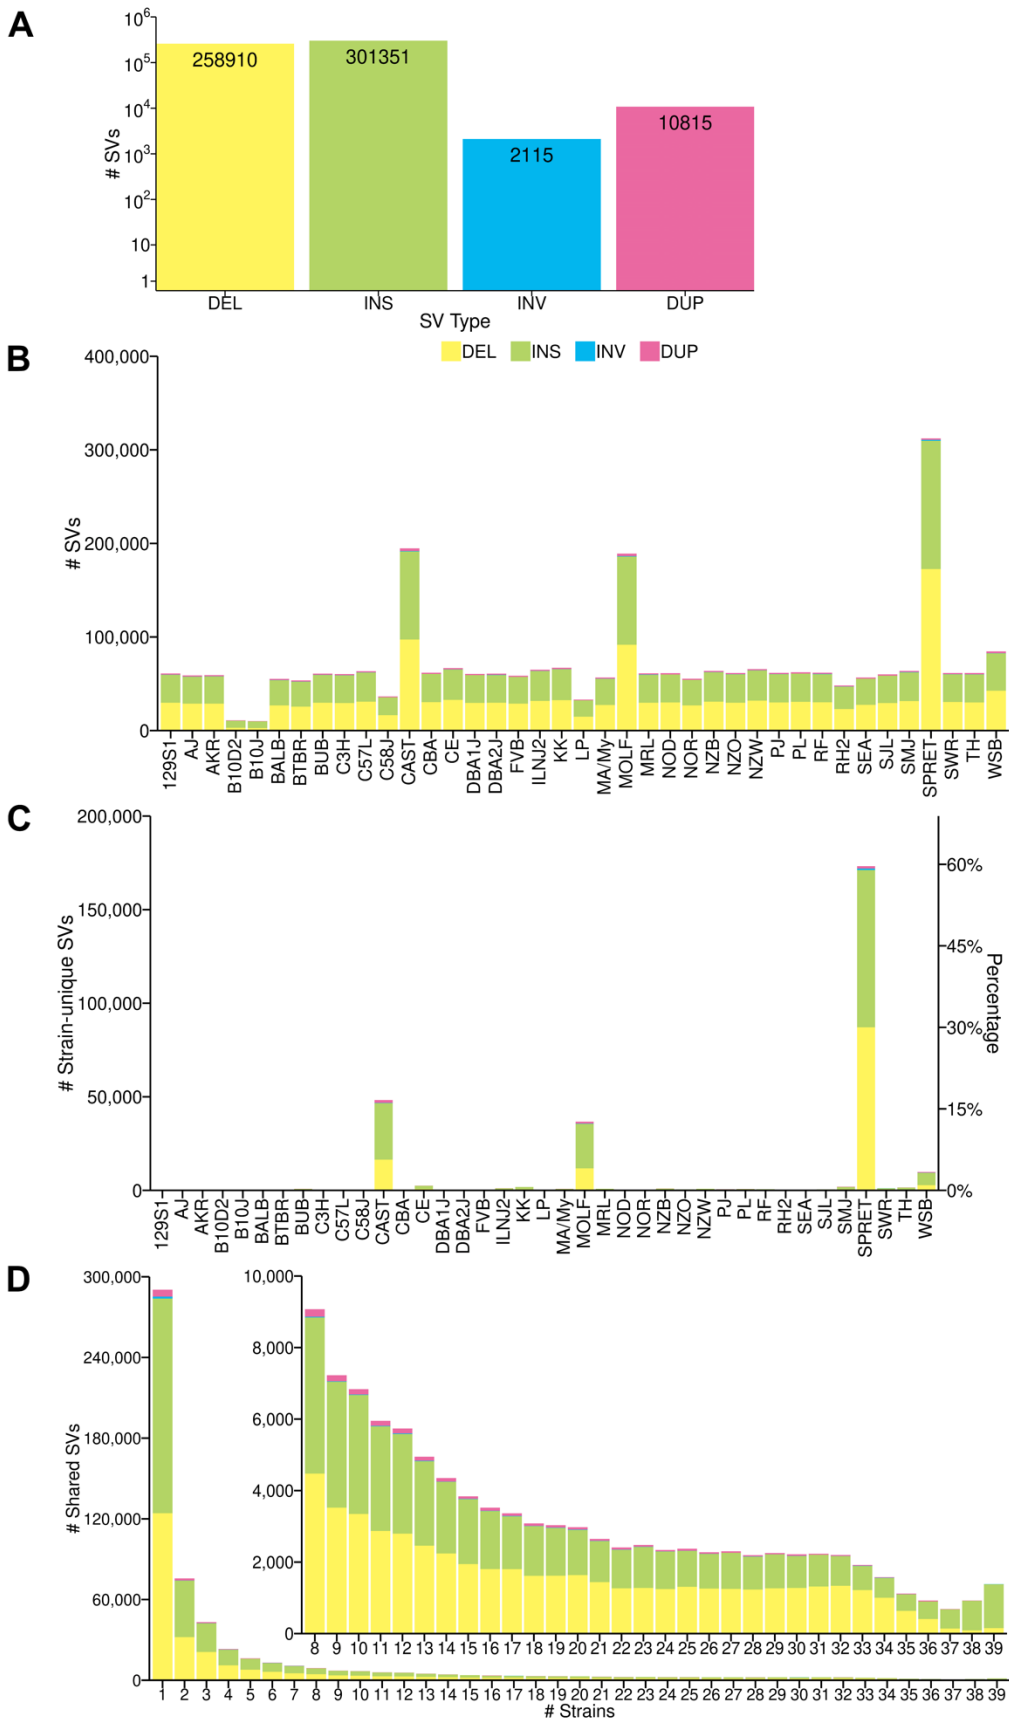 A
10^6
10^5
10^4
10^3
10^2
10
1
# SVs
258910
301351
2115
10815
DEL INS INV DUP
SV Type
B
DEL INS INV DUP
400,000
300,000
200,000
100,000
0
# SVs
129S1 AJ AKR B10D2 B10J BALB BTBR BUB C3H C57L C58J CAST CBA CE DBA1J DBA2J FVB ILNJ2 KK LP MA/My MOLF MRL NOD NOR NZB NZO NZW PJ PL RF RH2 SEA SJL SMJ SPRET SWR TH WSB
C
200,000
150,000
100,000
50,000
0
# Strain-unique SVs
60%
45%
30%
15%
0%
Percentage
129S1 AJ AKR B10D2 B10J BALB BTBR BUB C3H C57L C58J CAST CBA CE DBA1J DBA2J FVB ILNJ2 KK LP MA/My MOLF MRL NOD NOR NZB NZO NZW PJ PL RF RH2 SEA SJL SMJ SPRET SWR TH WSB
D
300,000
240,000
180,000
120,000
60,000
0
# Shared SVs
10,000
8,000
6,000
4,000
2,000
0
8 9 10 11 12 13 14 15 16 17 18 19 20 21 22 23 24 25 26 27 28 29 30 31 32 33 34 35 36 37 38 39
1 2 3 4 5 6 7 8 9 10 11 12 13 14 15 16 17 18 19 20 21 22 23 24 25 26 27 28 29 30 31 32 33 34 35 36 37 38 39
# Strains